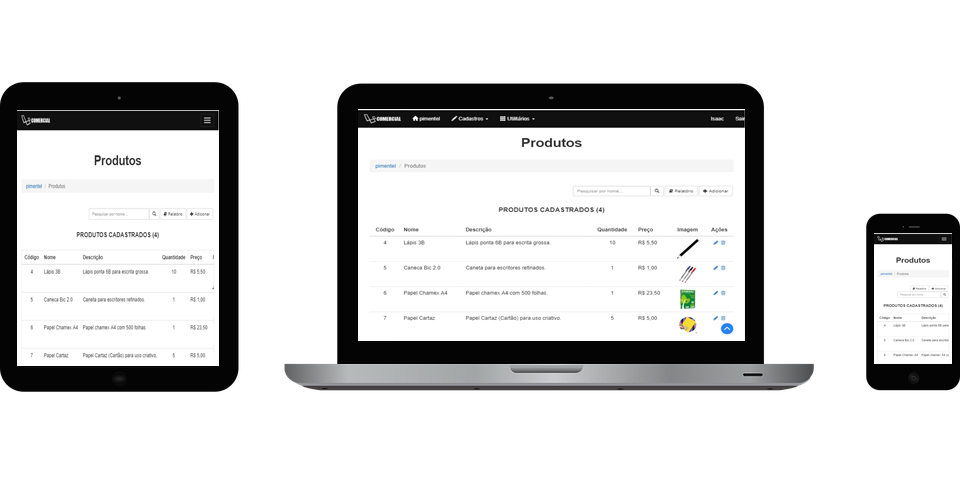 COMERCIAL
Produtos
pimentel / Produtos
Pesquisar por nome... Relatório Adicionar
PRODUTOS CADASTRADOS (4)
Código Nome Descrição Quantidade Preço I
4 Lápis 3B Lápis ponta 6B para escrita grossa. 10 R$ 5,50
5 Caneca Bic 2.0 Caneta para escritores refinados. 1 R$ 1,00
6 Papel Chamex A4 Papel chamex A4 com 500 folhas. 1 R$ 23,50
7 Papel Cartaz Papel Cartaz (Cartão) para uso criativo. 5 R$ 5,00
COMERCIAL pimentel Cadastros Utilitários Isaac Sair
Produtos
pimentel / Produtos
Pesquisar por nome... Relatório Adicionar
PRODUTOS CADASTRADOS (4)
Código Nome Descrição Quantidade Preço Imagem Ações
4 Lápis 3B Lápis ponta 6B para escrita grossa. 10 R$ 5,50
5 Caneca Bic 2.0 Caneta para escritores refinados. 1 R$ 1,00
6 Papel Chamex A4 Papel chamex A4 com 500 folhas. 1 R$ 23,50
7 Papel Cartaz Papel Cartaz (Cartão) para uso criativo. 5 R$ 5,00
COMERCIAL
Produtos
pimentel / Produtos
Relatório Adicionar
Pesquisar por nome...
PRODUTOS CADASTRADOS (4)
Código Nome Descrição
4 Lápis 3B Lápis ponta 6B para
5 Caneca Bic 2.0 Caneta para escritor
6 Papel Chamex A4 Papel chamex A4